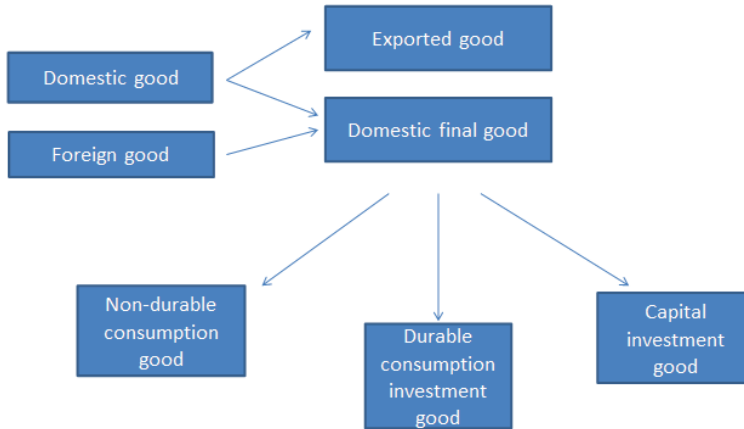 Exported good
Domestic good
Domestic final good
Foreign good
Non-durable
consumption
good
Durable
consumption
investment
good
Capital
investment
good